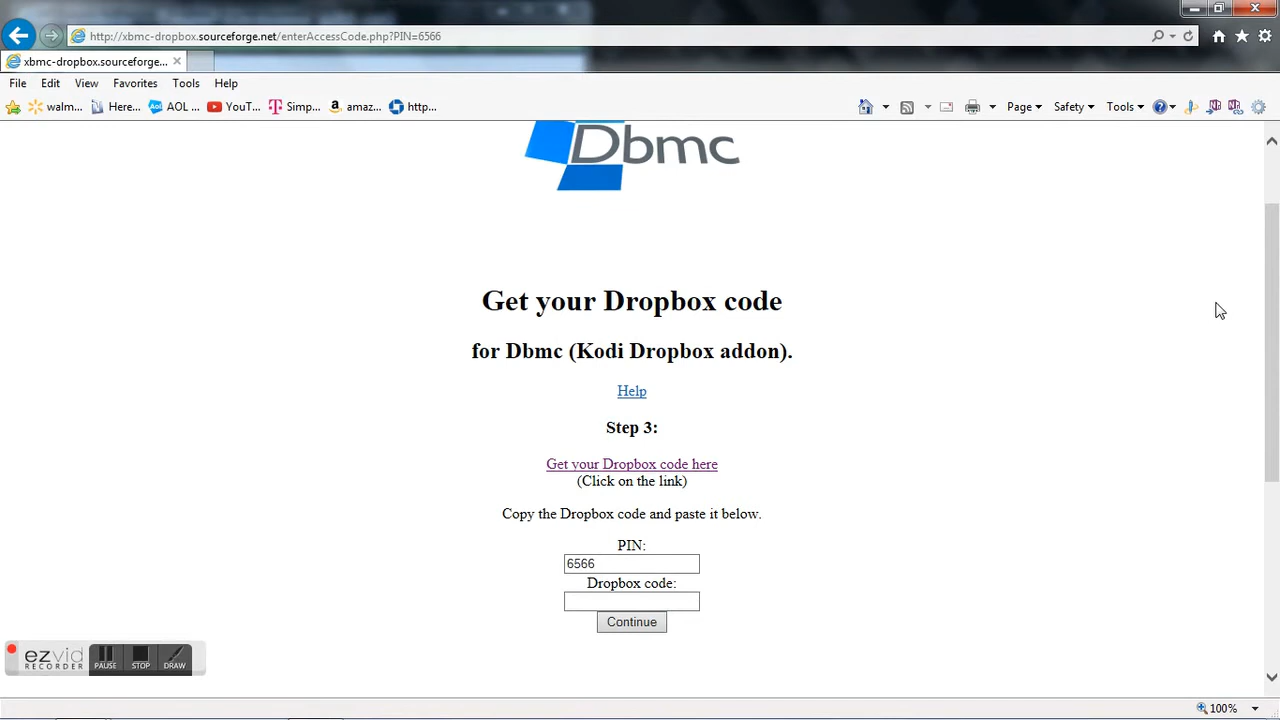 http://xbmc-dropbox.sourceforge.net/enterAccessCode.php?PIN=6566
xbmc-dropbox.sourceforge...
File Edit View Favorites Tools Help
walm... Here... AOL ... YouT... Simp... amaz... http... Page Safety Tools
Dbmc
Get your Dropbox code
for Dbmc (Kodi Dropbox addon).
Help
Step 3:
Get your Dropbox code here
(Click on the link)
Copy the Dropbox code and paste it below.
PIN:
6566
Dropbox code:
Continue
ezvid
RECORDER
PAUSE STOP DRAW
100%